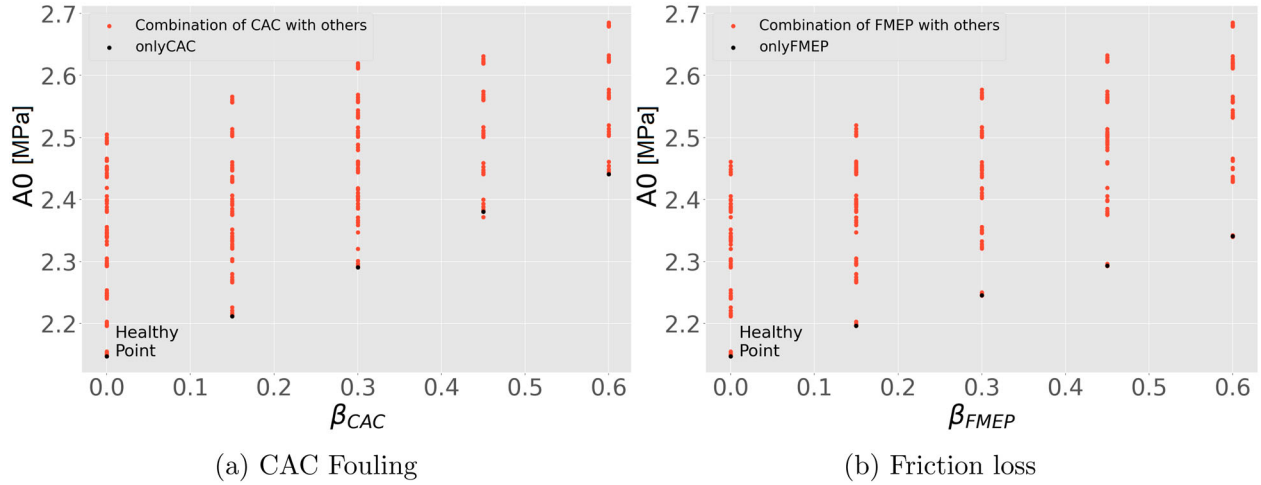 Combination of CAC with others
onlyCAC
2.7
2.6
2.5
2.4
2.3
2.2
A0 [MPa]
Healthy
Point
0.0 0.1 0.2 0.3 0.4 0.5 0.6
β_CAC
(a) CAC Fouling
Combination of FMEP with others
onlyFMEP
2.7
2.6
2.5
2.4
2.3
2.2
A0 [MPa]
Healthy
Point
0.0 0.1 0.2 0.3 0.4 0.5 0.6
β_FMEP
(b) Friction loss